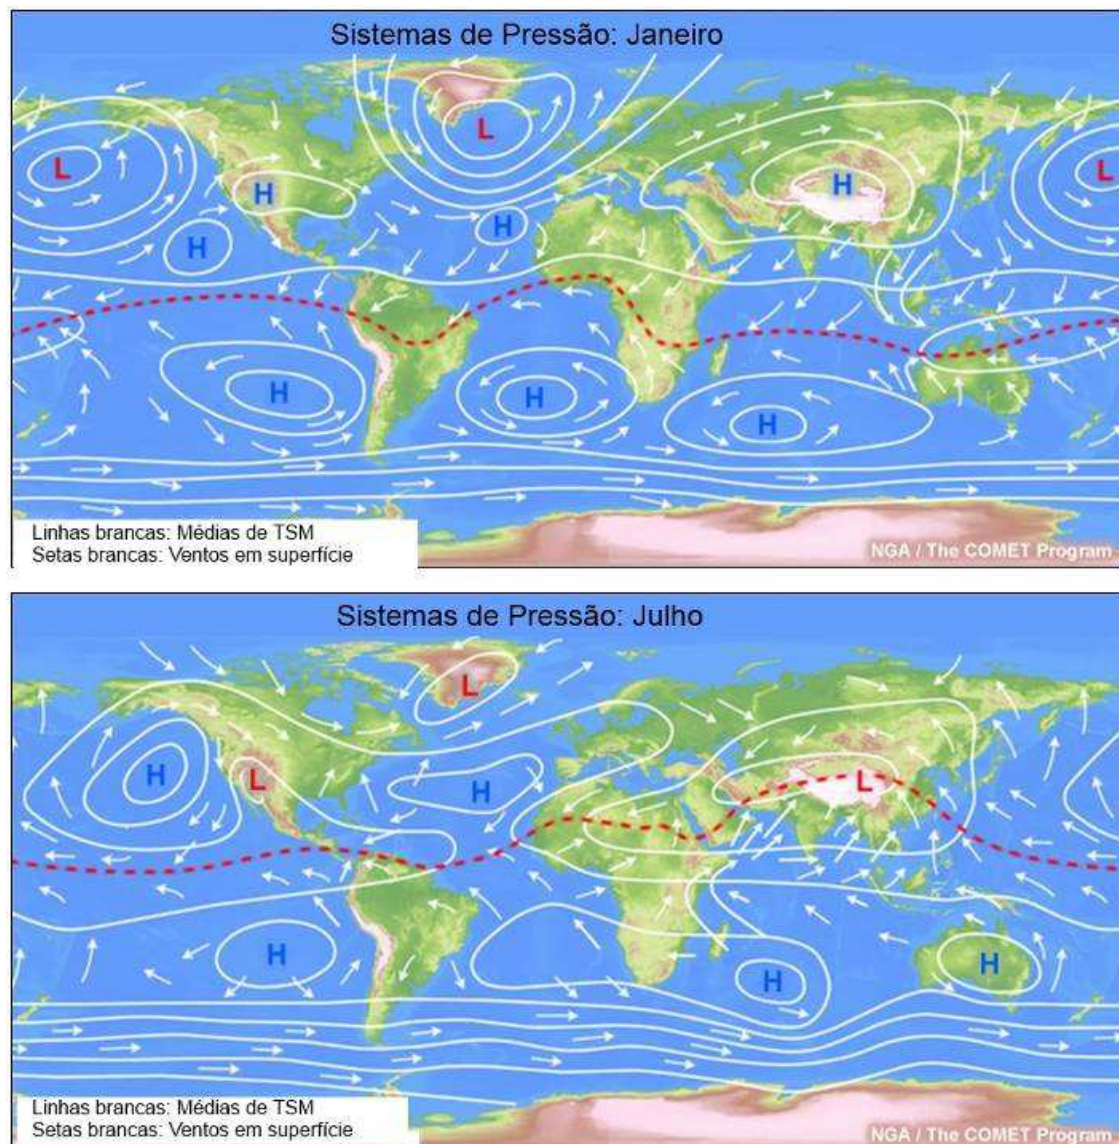 Sistemas de Pressão: Janeiro
L
L
L
H
H
H
H
H
H
H
Linhas brancas: Médias de TSM
Setas brancas: Ventos em superfície
NGA / The COMET Program
Sistemas de Pressão: Julho
L
H
L
H
L
H
H
H
Linhas brancas: Médias de TSM
Setas brancas: Ventos em superfície
NGA / The COMET Program